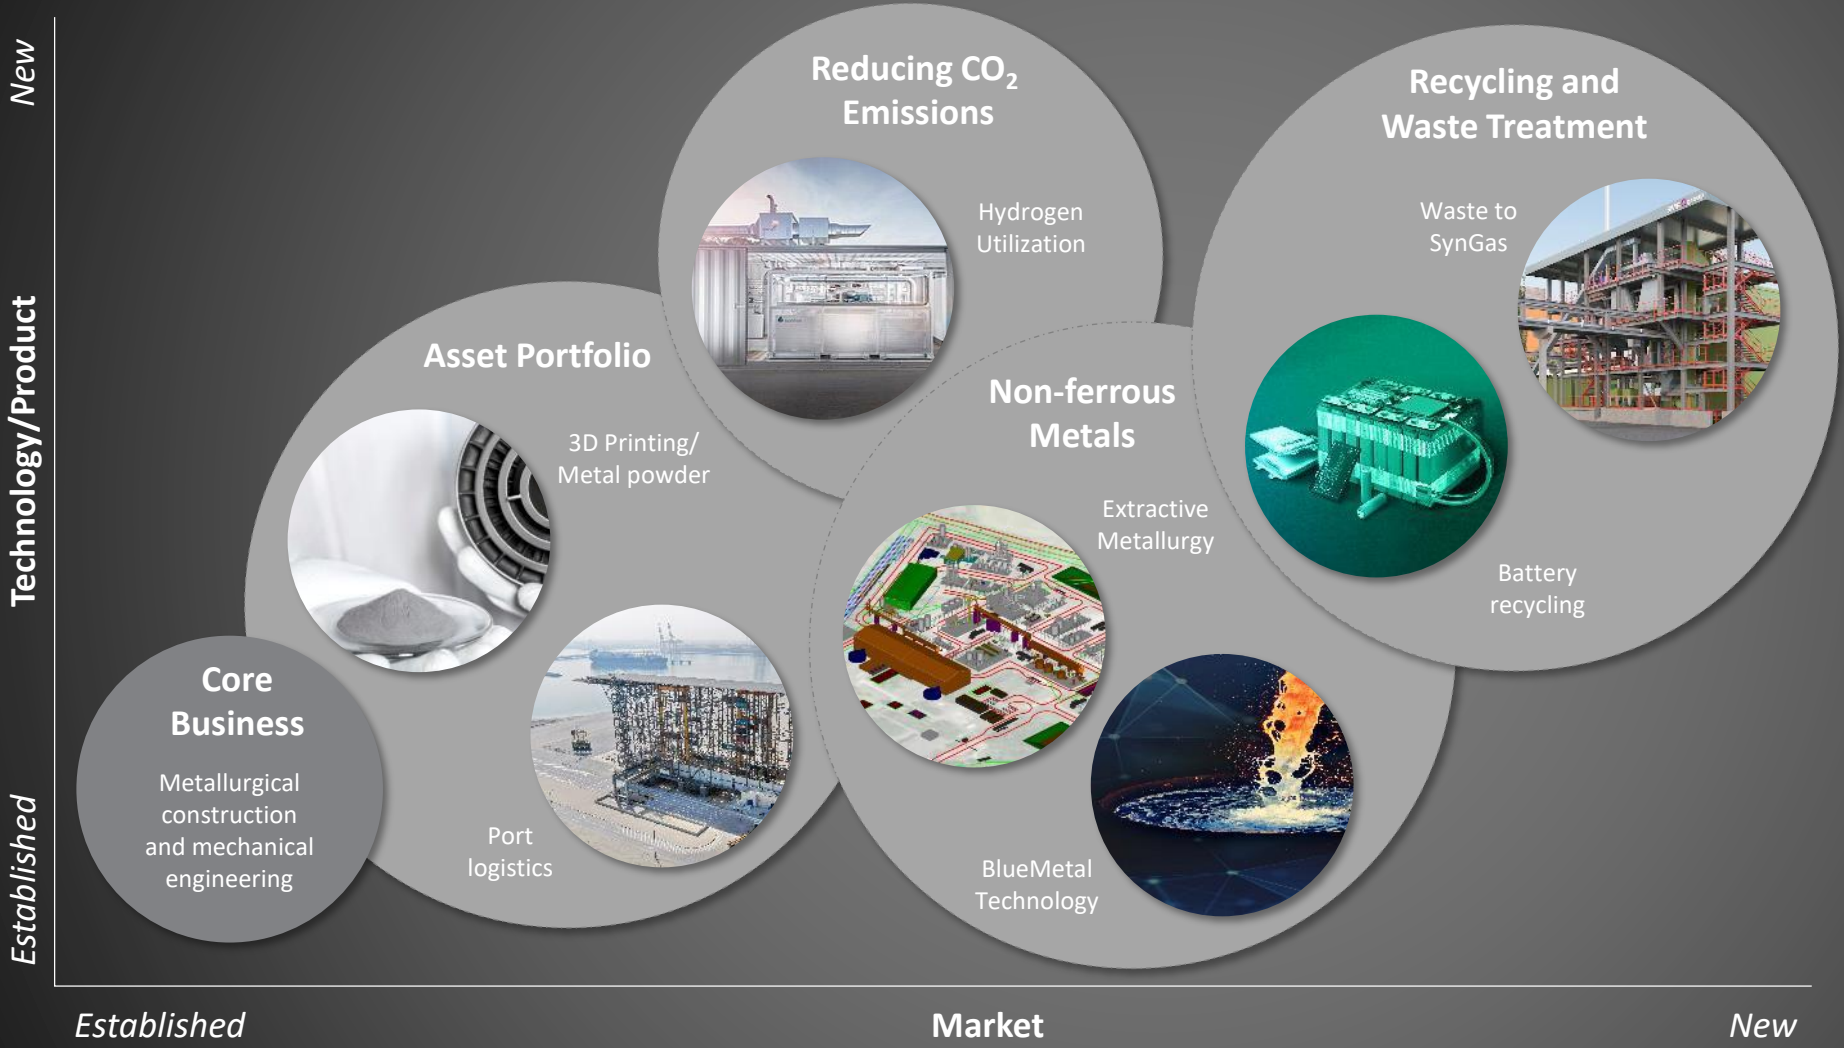 New
Technology/Product
Established
Reducing CO₂
Emissions
Hydrogen
Utilization
Recycling and
Waste Treatment
Waste to
SynGas
Battery
recycling
Asset Portfolio
3D Printing/
Metal powder
Port
logistics
Non-ferrous
Metals
Extractive
Metallurgy
BlueMetal
Technology
Core
Business
Metallurgical
construction
and mechanical
engineering
Established
Market
New